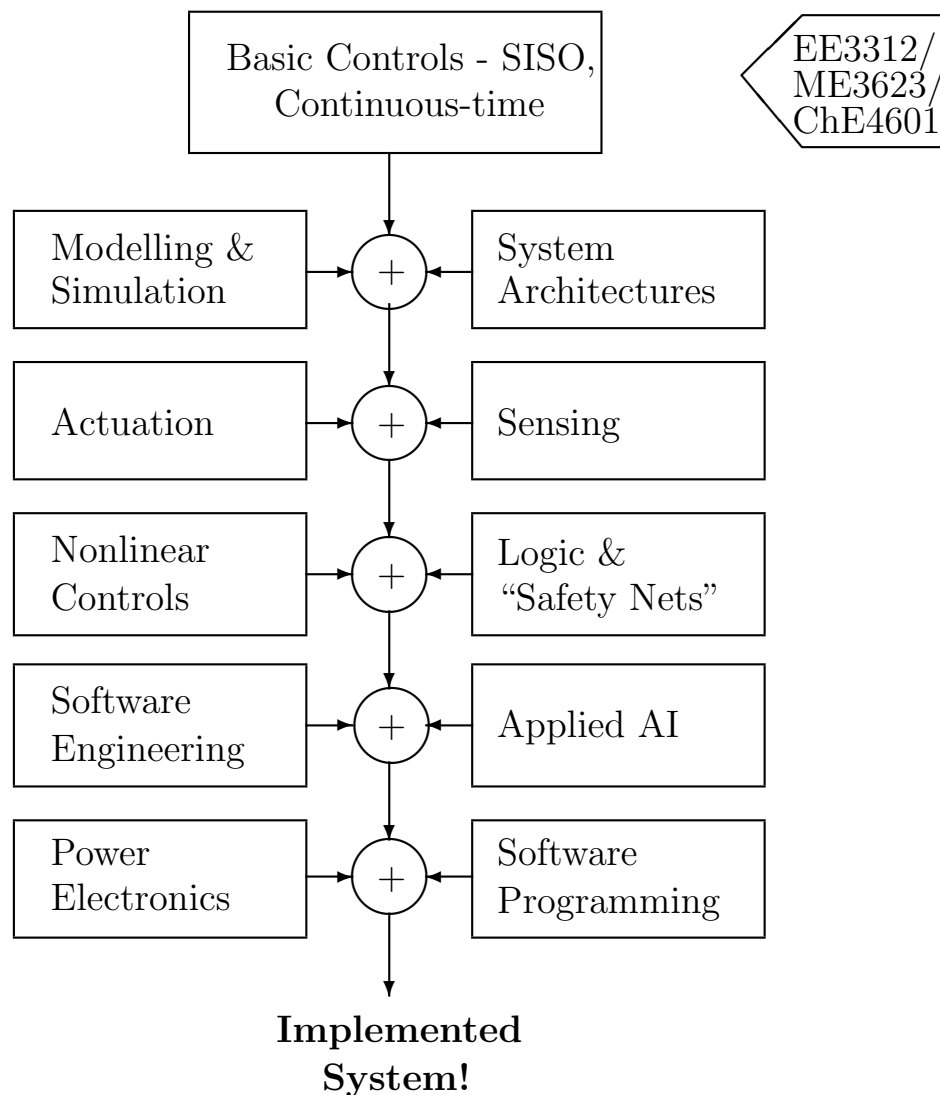 Basic Controls - SISO,
Continuous-time
EE3312/
ME3623/
ChE4601
Modelling &
Simulation
+
System
Architectures
Actuation
+
Sensing
Nonlinear
Controls
+
Logic &
“Safety Nets”
Software
Engineering
+
Applied AI
Power
Electronics
+
Software
Programming
Implemented
System!